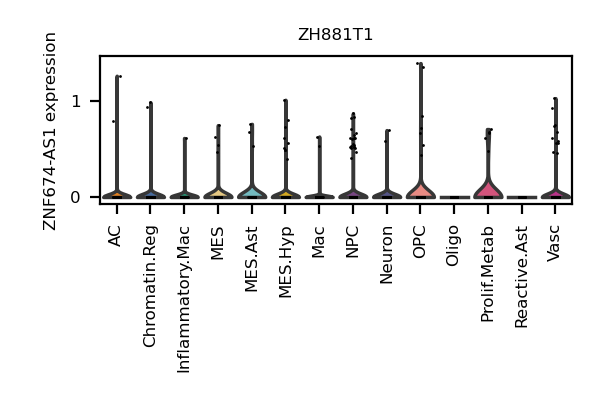 ZH881T1
ZNF674-AS1 expression
1
0
AC
Chromatin.Reg
Inflammatory.Mac
MES
MES.Ast
MES.Hyp
Mac
NPC
Neuron
OPC
Oligo
Prolif.Metab
Reactive.Ast
Vasc